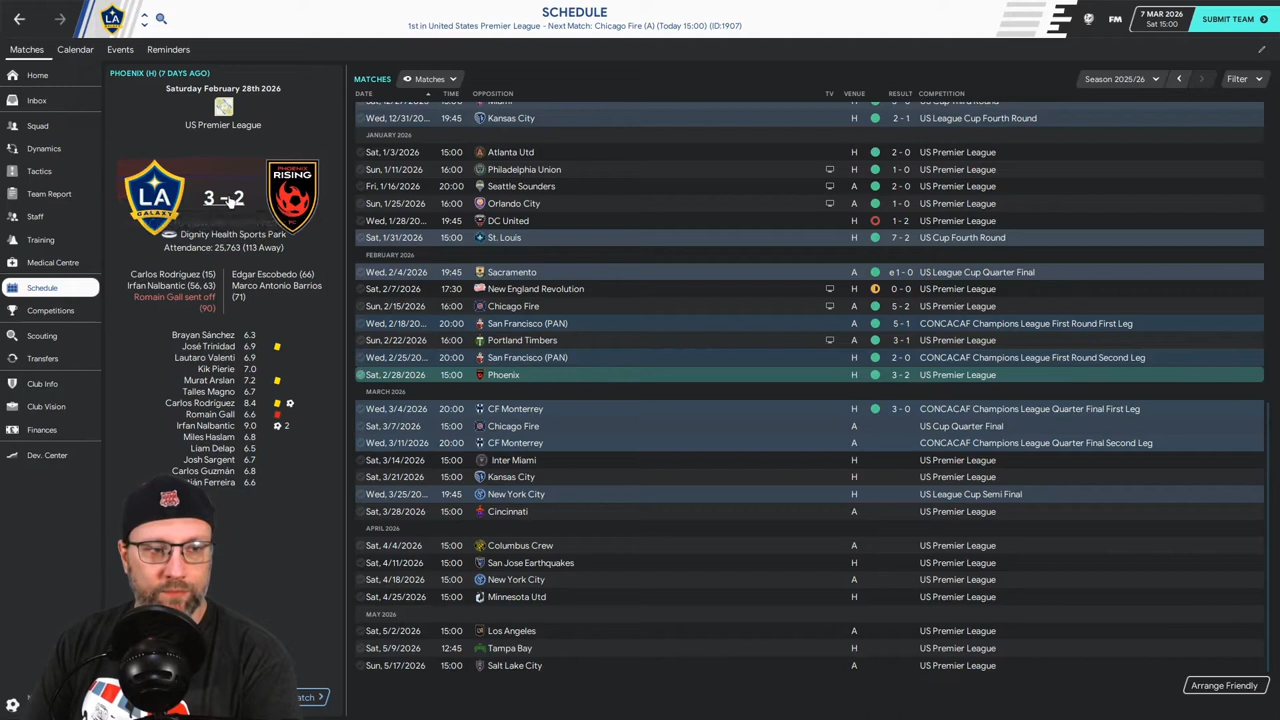 SCHEDULE
1st in United States Premier League - Next Match: Chicago Fire (A) (Today 15:00) (ID:1907)
FM
7 MAR 2026
Sat 15:00
SUBMIT TEAM
Matches Calendar Events Reminders
Home
Inbox
Squad
Dynamics
Tactics
Team Report
Staff
Training
Medical Centre
Schedule
Competitions
Scouting
Transfers
Club Info
Club Vision
Finances
Dev. Center
PHOENIX (H) (7 DAYS AGO)
Saturday February 28th 2026
US Premier League
LA
GALAXY
3 - 2
PHOENIX
RISING
Dignity Health Sports Park
Attendance: 25,763 (113 Away)
Carlos Rodriguez (15)
Irfan Nalbantic (56, 63)
Romain Gall sent off
(90)
Edgar Escobedo (66)
Marco Antonio Barrios
(71)
Brayan Sánchez 6.3
José Trinidad 6.9
Lautaro Valenti 6.9
Kik Pierie 7.0
Murat Arslan 7.2
Talles Magno 6.7
Carlos Rodríguez 8.4
Romain Gall 6.6
Irfan Nalbantic 9.0 2
Miles Haslam 6.8
Liam Delap 6.5
Josh Sargent 6.7
Carlos Guzmán 6.8
ián Ferreira 6.6
atch
MATCHES Matches Season 2025/26 Filter
DATE TIME OPPOSITION TV VENUE RESULT COMPETITION
Wed, 12/31/20... 19:45 Kansas City H 2 - 1 US League Cup Fourth Round
JANUARY 2026
Sat, 1/3/2026 15:00 Atlanta Utd H 2 - 0 US Premier League
Sun, 1/11/2026 16:00 Philadelphia Union H 1 - 0 US Premier League
Fri, 1/16/2026 20:00 Seattle Sounders A 2 - 0 US Premier League
Sun, 1/25/2026 16:00 Orlando City A 1 - 0 US Premier League
Wed, 1/28/2026 19:45 DC United H 1 - 2 US Premier League
Sat, 1/31/2026 15:00 St. Louis H 7 - 2 US Cup Fourth Round
FEBRUARY 2026
Wed, 2/4/2026 19:45 Sacramento A e 1 - 0 US League Cup Quarter Final
Sat, 2/7/2026 17:30 New England Revolution H 0 - 0 US Premier League
Sun, 2/15/2026 16:00 Chicago Fire A 5 - 2 US Premier League
Wed, 2/18/20... 20:00 San Francisco (PAN) A 5 - 1 CONCACAF Champions League First Round First Leg
Sun, 2/22/2026 16:00 Portland Timbers A 3 - 1 US Premier League
Wed, 2/25/20... 20:00 San Francisco (PAN) H 2 - 0 CONCACAF Champions League First Round Second Leg
Sat, 2/28/2026 15:00 Phoenix H 3 - 2 US Premier League
MARCH 2026
Wed, 3/4/2026 20:00 CF Monterrey H 3 - 0 CONCACAF Champions League Quarter Final First Leg
Sat, 3/7/2026 15:00 Chicago Fire A US Cup Quarter Final
Wed, 3/11/2026 20:00 CF Monterrey A CONCACAF Champions League Quarter Final Second Leg
Sat, 3/14/2026 15:00 Inter Miami H US Premier League
Sat, 3/21/2026 15:00 Kansas City H US Premier League
Wed, 3/25/20... 19:45 New York City H US League Cup Semi Final
Sat, 3/28/2026 15:00 Cincinnati A US Premier League
APRIL 2026
Sat, 4/4/2026 15:00 Columbus Crew A US Premier League
Sat, 4/11/2026 15:00 San Jose Earthquakes H US Premier League
Sat, 4/18/2026 15:00 New York City A US Premier League
Sat, 4/25/2026 15:00 Minnesota Utd H US Premier League
MAY 2026
Sat, 5/2/2026 15:00 Los Angeles A US Premier League
Sat, 5/9/2026 12:45 Tampa Bay H US Premier League
Sun, 5/17/2026 15:00 Salt Lake City A US Premier League
Arrange Friendly